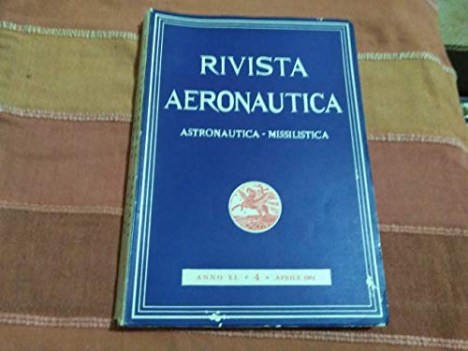 RIVISTA
AERONAUTICA
ASTRONAUTICA - MISSILISTICA
ANNO XL • 4 • APRILE